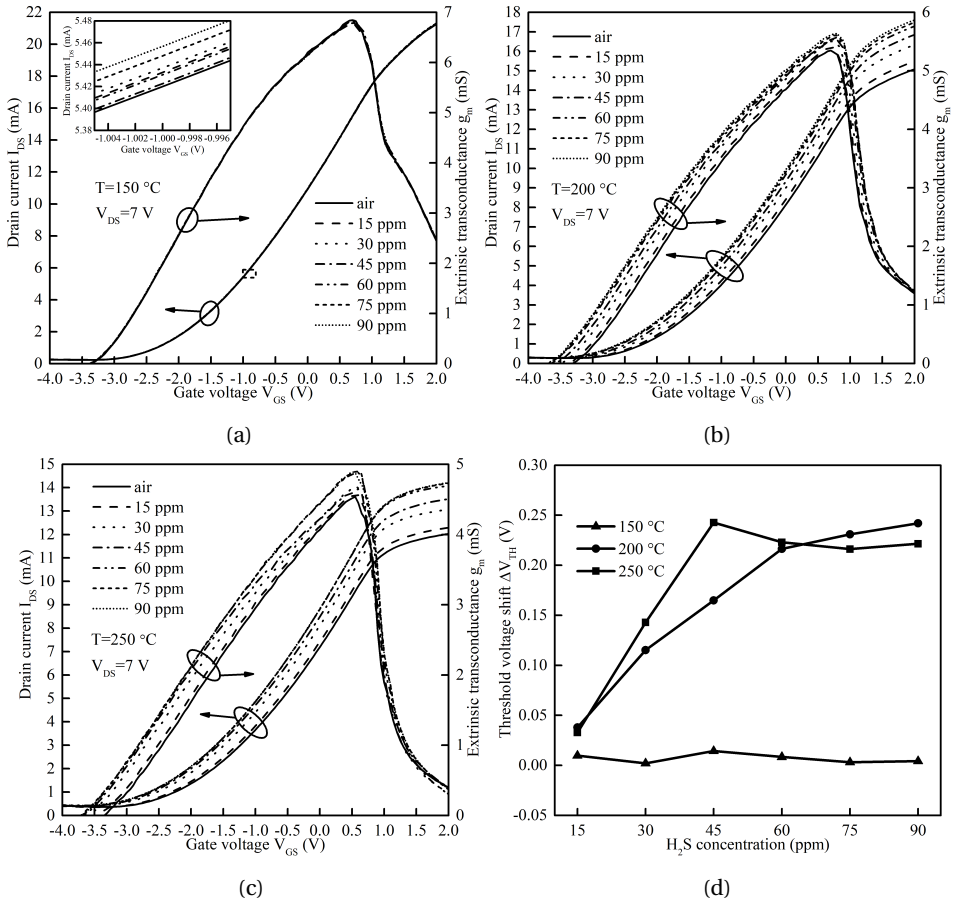 22
20
18
16
14
12
10
8
6
4
2
0
Drain current I_DS (mA)
5.48
5.46
5.44
5.42
5.40
5.38
Drain current I_DS (mA)
-1.004 -1.002 -1.000 -0.998 -0.996
Gate voltage V_GS (V)
T=150 °C
V_DS=7 V
air
15 ppm
30 ppm
45 ppm
60 ppm
75 ppm
90 ppm
7
6
5
4
3
2
1
0
Extrinsic transconductance g_m (mS)
-4.0 -3.5 -3.0 -2.5 -2.0 -1.5 -1.0 -0.5 0.0 0.5 1.0 1.5 2.0
Gate voltage V_GS (V)
(a)
18
17
16
15
14
13
12
11
10
9
8
7
6
5
4
3
2
1
0
Drain current I_DS (mA)
air
15 ppm
30 ppm
45 ppm
60 ppm
75 ppm
90 ppm
T=200 °C
V_DS=7 V
6
5
4
3
2
1
0
Extrinsic transconductance g_m (mS)
-4.0 -3.5 -3.0 -2.5 -2.0 -1.5 -1.0 -0.5 0.0 0.5 1.0 1.5 2.0
Gate voltage V_GS (V)
(b)
15
14
13
12
11
10
9
8
7
6
5
4
3
2
1
0
Drain current I_DS (mA)
air
15 ppm
30 ppm
45 ppm
60 ppm
75 ppm
90 ppm
T=250 °C
V_DS=7 V
5
4
3
2
1
0
Extrinsic transconductance g_m (mS)
-4.0 -3.5 -3.0 -2.5 -2.0 -1.5 -1.0 -0.5 0.0 0.5 1.0 1.5 2.0
Gate voltage V_GS (V)
(c)
0.30
0.25
0.20
0.15
0.10
0.05
0.00
-0.05
Threshold voltage shift ΔV_TH (V)
150 °C
200 °C
250 °C
15 30 45 60 75 90
H₂S concentration (ppm)
(d)